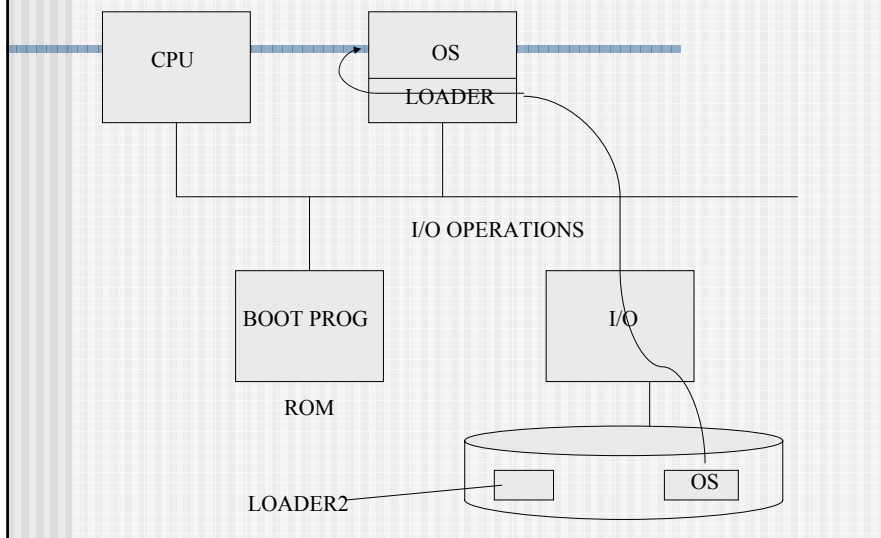 CPU
OS
LOADER
I/O OPERATIONS
BOOT PROG
I/O
ROM
OS
LOADER2